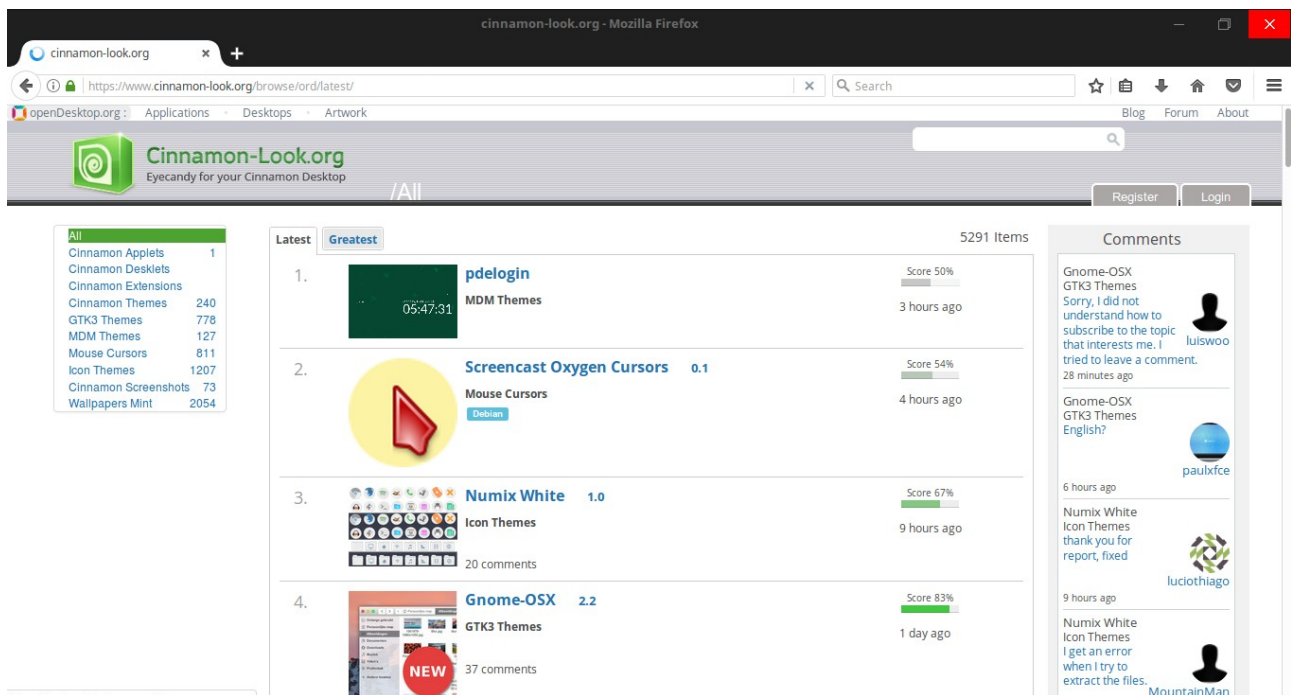 cinnamon-look.org - Mozilla Firefox
cinnamon-look.org
https://www.cinnamon-look.org/browse/ord/latest/
Search
openDesktop.org :
Applications
Desktops
Artwork
Blog
Forum
About
Cinnamon-Look.org
Eyecandy for your Cinnamon Desktop
/All
Register
Login
All
Cinnamon Applets 1
Cinnamon Desklets
Cinnamon Extensions
Cinnamon Themes 240
GTK3 Themes 778
MDM Themes 127
Mouse Cursors 811
Icon Themes 1207
Cinnamon Screenshots 73
Wallpapers Mint 2054
Latest
Greatest
5291 Items
1.
05:47:31
pdelogin
MDM Themes
Score 50%
3 hours ago
2.
Screencast Oxygen Cursors 0.1
Mouse Cursors
Debian
Score 54%
4 hours ago
3.
Numix White 1.0
Icon Themes
20 comments
Score 67%
9 hours ago
4.
NEW
Gnome-OSX 2.2
GTK3 Themes
37 comments
Score 83%
1 day ago
Comments
Gnome-OSX
GTK3 Themes
Sorry, I did not
understand how to
subscribe to the topic
that interests me. I
tried to leave a comment.
luiswoo
28 minutes ago
Gnome-OSX
GTK3 Themes
English?
paulxfce
6 hours ago
Numix White
Icon Themes
thank you for
report, fixed
luciothiago
9 hours ago
Numix White
Icon Themes
I get an error
when I try to
extract the files.
MountainMan